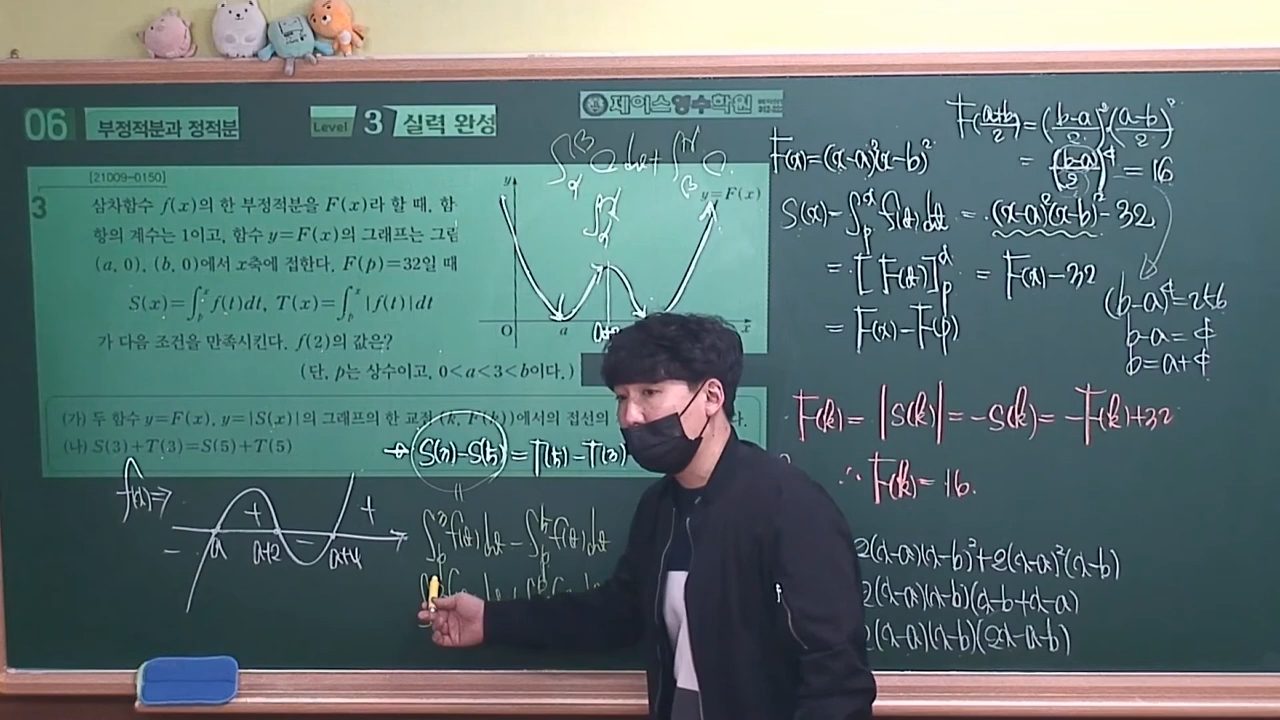 06 부정적분과 정적분
Level 3 실력 완성
제이스영수학원
[21009-0150]
3
삼차함수 f(x)의 한 부정적분을 F(x)라 할 때, 함
항의 계수는 1이고, 함수 y=F(x)의 그래프는 그림
(a, 0), (b, 0)에서 x축에 접한다. F(p)=32일 때
S(x)=∫ₚˣ f(t)dt, T(x)=∫ₚˣ |f(t)|dt
가 다음 조건을 만족시킨다. f(2)의 값은?
(단, p는 상수이고, 0<a<3<b이다.)
(가) 두 함수 y=F(x), y=|S(x)|의 그래프의 한 교점 (k, F(k))에서의 접선의
다.
(나) S(3)+T(3)=S(5)+T(5)
y
y=F(x)
O
a
x
→ S(3)-S(5) = T(5)-T(3)
f(x)⇒
+
+
-
-
a
a+2
a+4
∫ₚ³ f(t)dt - ∫ₚ⁵ f(t)dt
F(x)=(x-a)²(x-b)²
F((a+b)/2)=((b-a)/2)²((a-b)/2)²
= ((b-a)/2)⁴ = 16
S(x)=∫ₚˣ f(t)dt = (x-a)²(x-b)²-32
= [F(t)]ₚˣ = F(x)-32
= F(x)-F(p)
(b-a)⁴=256
b-a=4
b=a+4
F(k)=|S(k)|=-S(k)=-F(k)+32
∴ F(k)=16.
2(x-a)(x-b)²+2(x-a)²(x-b)
2(x-a)(x-b)(x-b+x-a)
2(x-a)(x-b)(2x-a-b)